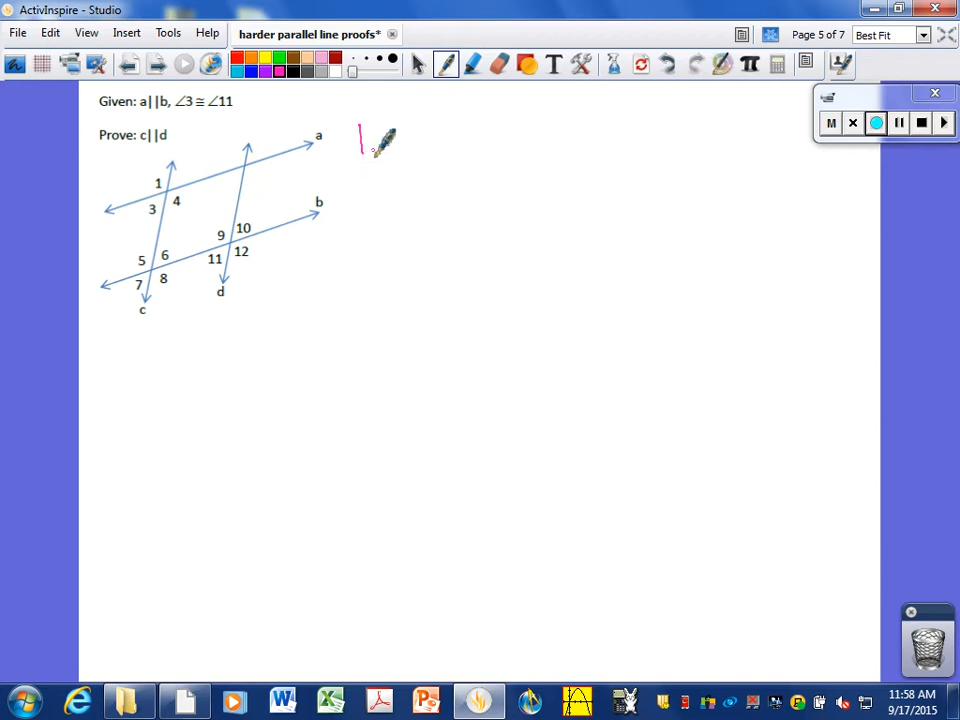 ActivInspire - Studio
File Edit View Insert Tools Help
harder parallel line proofs*
Page 5 of 7
Best Fit
Given: a||b, ∠3 ≅ ∠11
Prove: c||d
M
a
1
4
3
b
10
9
6
5
12
11
8
7
d
c
1.
11:58 AM
9/17/2015